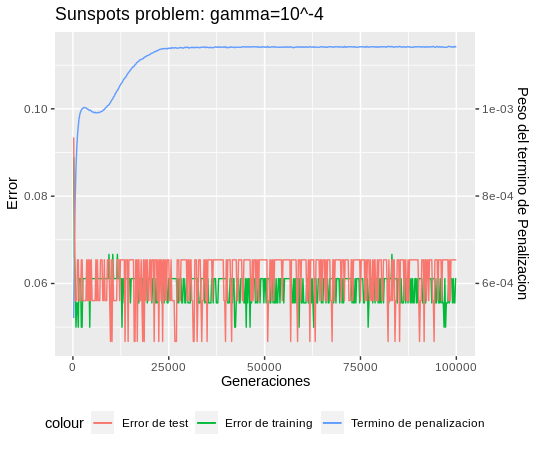 Sunspots problem: gamma=10^-4
Error
0.10
0.08
0.06
1e-03
8e-04
6e-04
Peso del termino de Penalizacion
0
25000
50000
75000
100000
Generaciones
colour
Error de test
Error de training
Termino de penalizacion